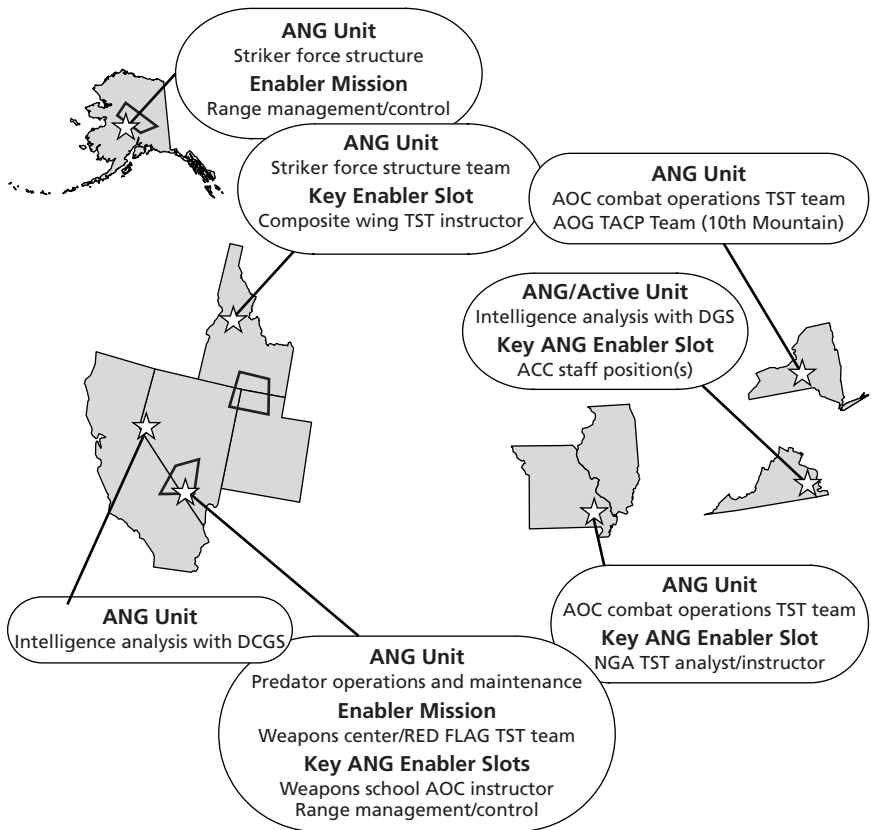 ANG Unit
Striker force structure
Enabler Mission
Range management/control
ANG Unit
Striker force structure team
Key Enabler Slot
Composite wing TST instructor
ANG Unit
AOC combat operations TST team
AOG TACP Team (10th Mountain)
ANG/Active Unit
Intelligence analysis with DGS
Key ANG Enabler Slot
ACC staff position(s)
ANG Unit
Intelligence analysis with DCGS
ANG Unit
Predator operations and maintenance
Enabler Mission
Weapons center/RED FLAG TST team
Key ANG Enabler Slots
Weapons school AOC instructor
Range management/control
ANG Unit
AOC combat operations TST team
Key ANG Enabler Slot
NGA TST analyst/instructor